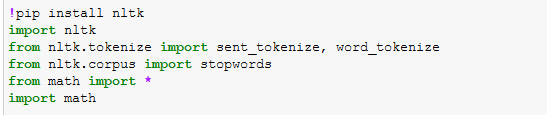 !pip install nltk
import nltk
from nltk.tokenize import sent_tokenize, word_tokenize
from nltk.corpus import stopwords
from math import *
import math